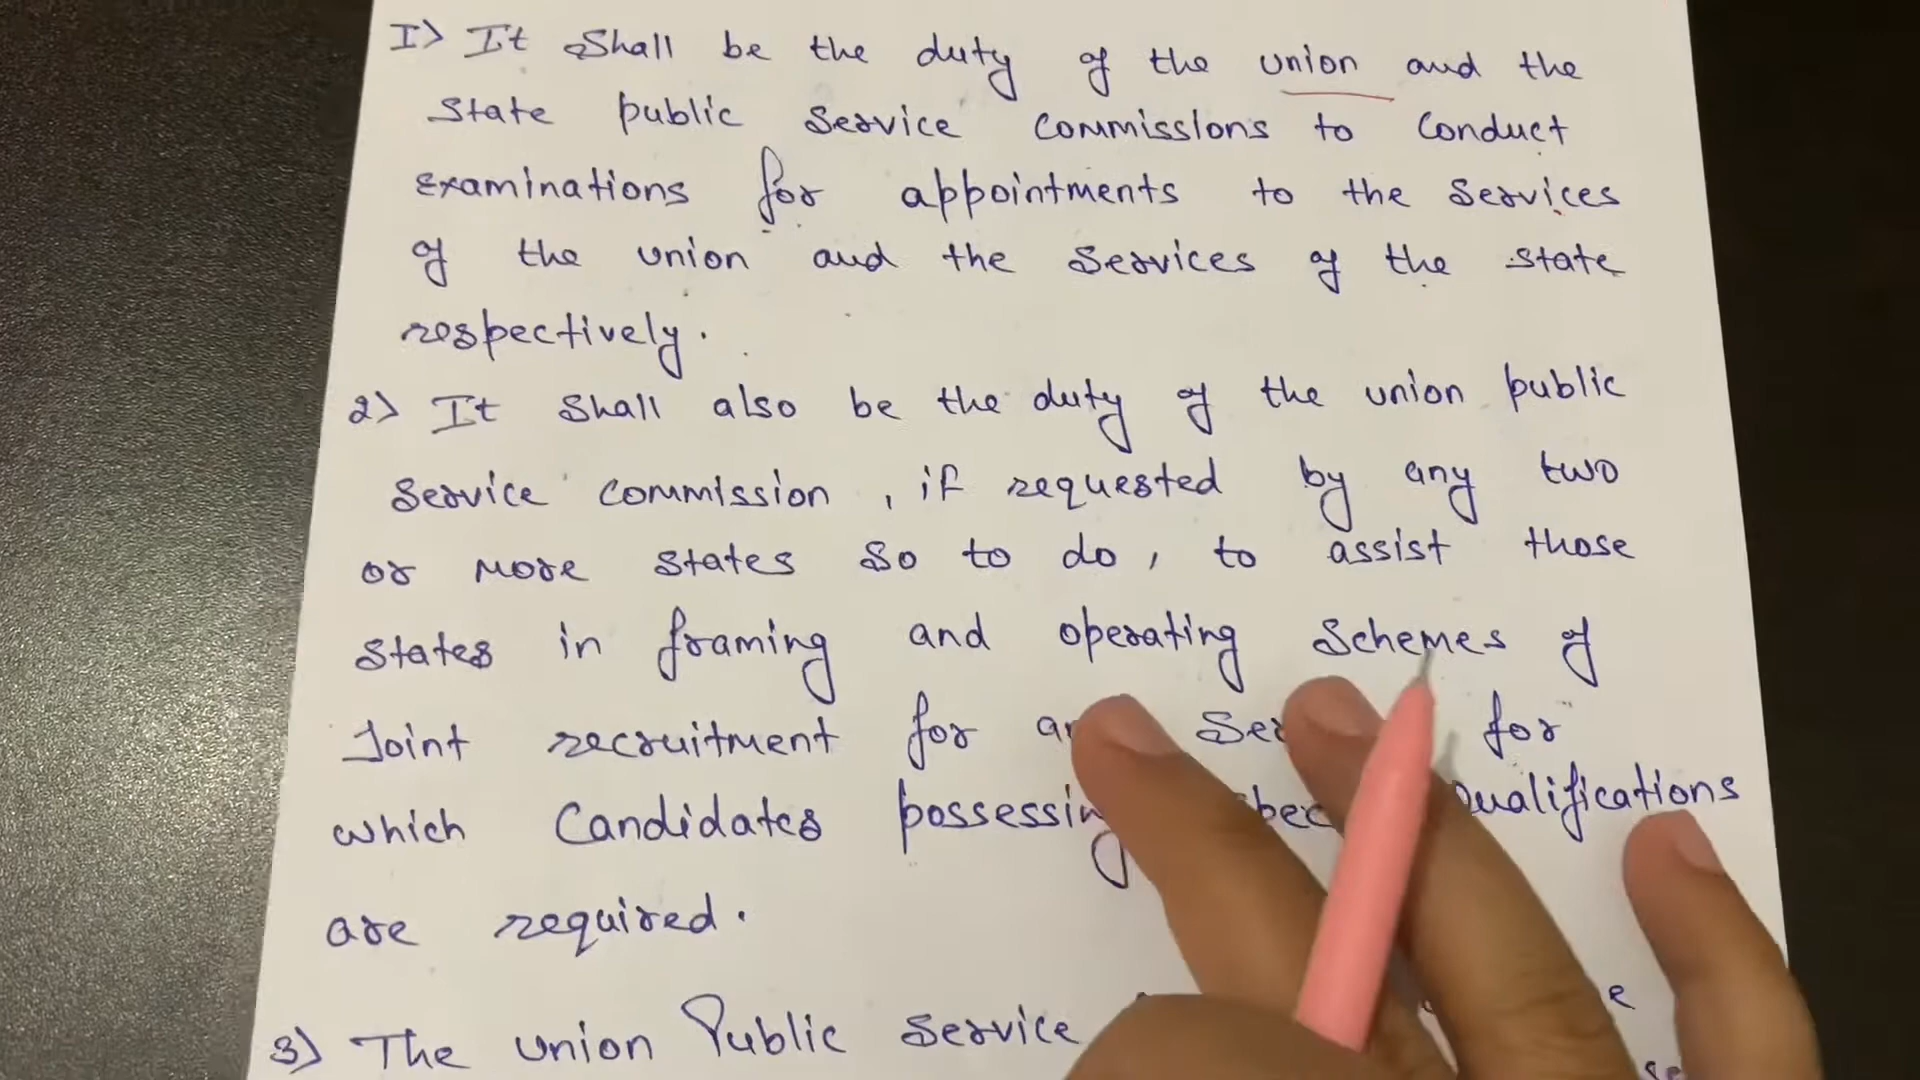 I> It shall be the duty of the union and the
state public service commissions to conduct
examinations for appointments to the services
of the union and the services of the state
respectively.
2> It shall also be the duty of the union public
service commission , if requested by any two
or more states so to do , to assist those
states in framing and operating schemes of
Joint recruitment for for
which candidates possessing qualifications
are required.
3) The union Public service